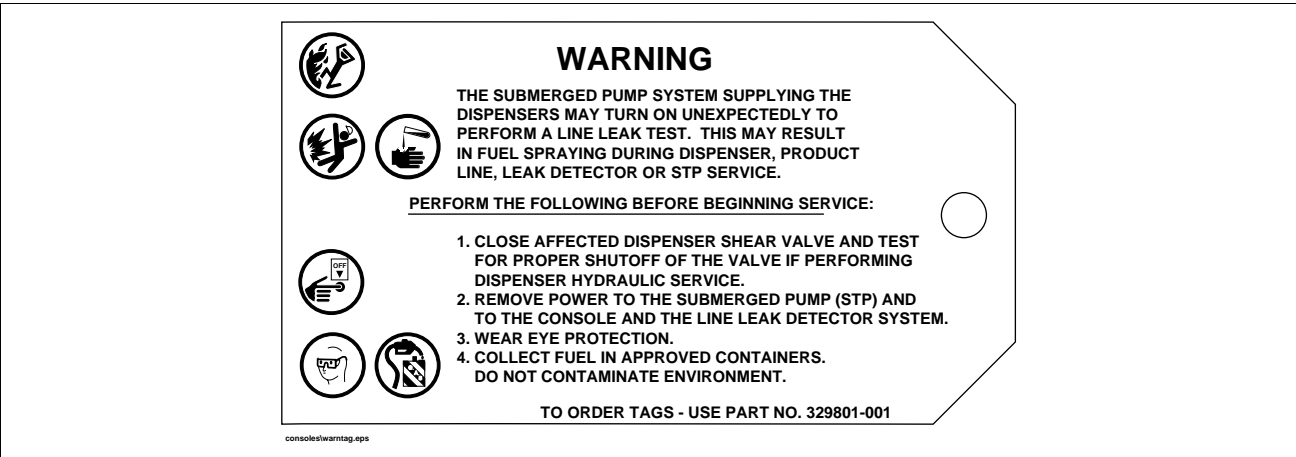 WARNING
THE SUBMERGED PUMP SYSTEM SUPPLYING THE
DISPENSERS MAY TURN ON UNEXPECTEDLY TO
PERFORM A LINE LEAK TEST.  THIS MAY RESULT
IN FUEL SPRAYING DURING DISPENSER, PRODUCT
LINE, LEAK DETECTOR OR STP SERVICE.
PERFORM THE FOLLOWING BEFORE BEGINNING SERVICE:
1. CLOSE AFFECTED DISPENSER SHEAR VALVE AND TEST
FOR PROPER SHUTOFF OF THE VALVE IF PERFORMING
DISPENSER HYDRAULIC SERVICE.
OFF
2. REMOVE POWER TO THE SUBMERGED PUMP (STP) AND
TO THE CONSOLE AND THE LINE LEAK DETECTOR SYSTEM.
3. WEAR EYE PROTECTION.
4. COLLECT FUEL IN APPROVED CONTAINERS.
DO NOT CONTAMINATE ENVIRONMENT.
TO ORDER TAGS - USE PART NO. 329801-001
consoles\warntag.eps